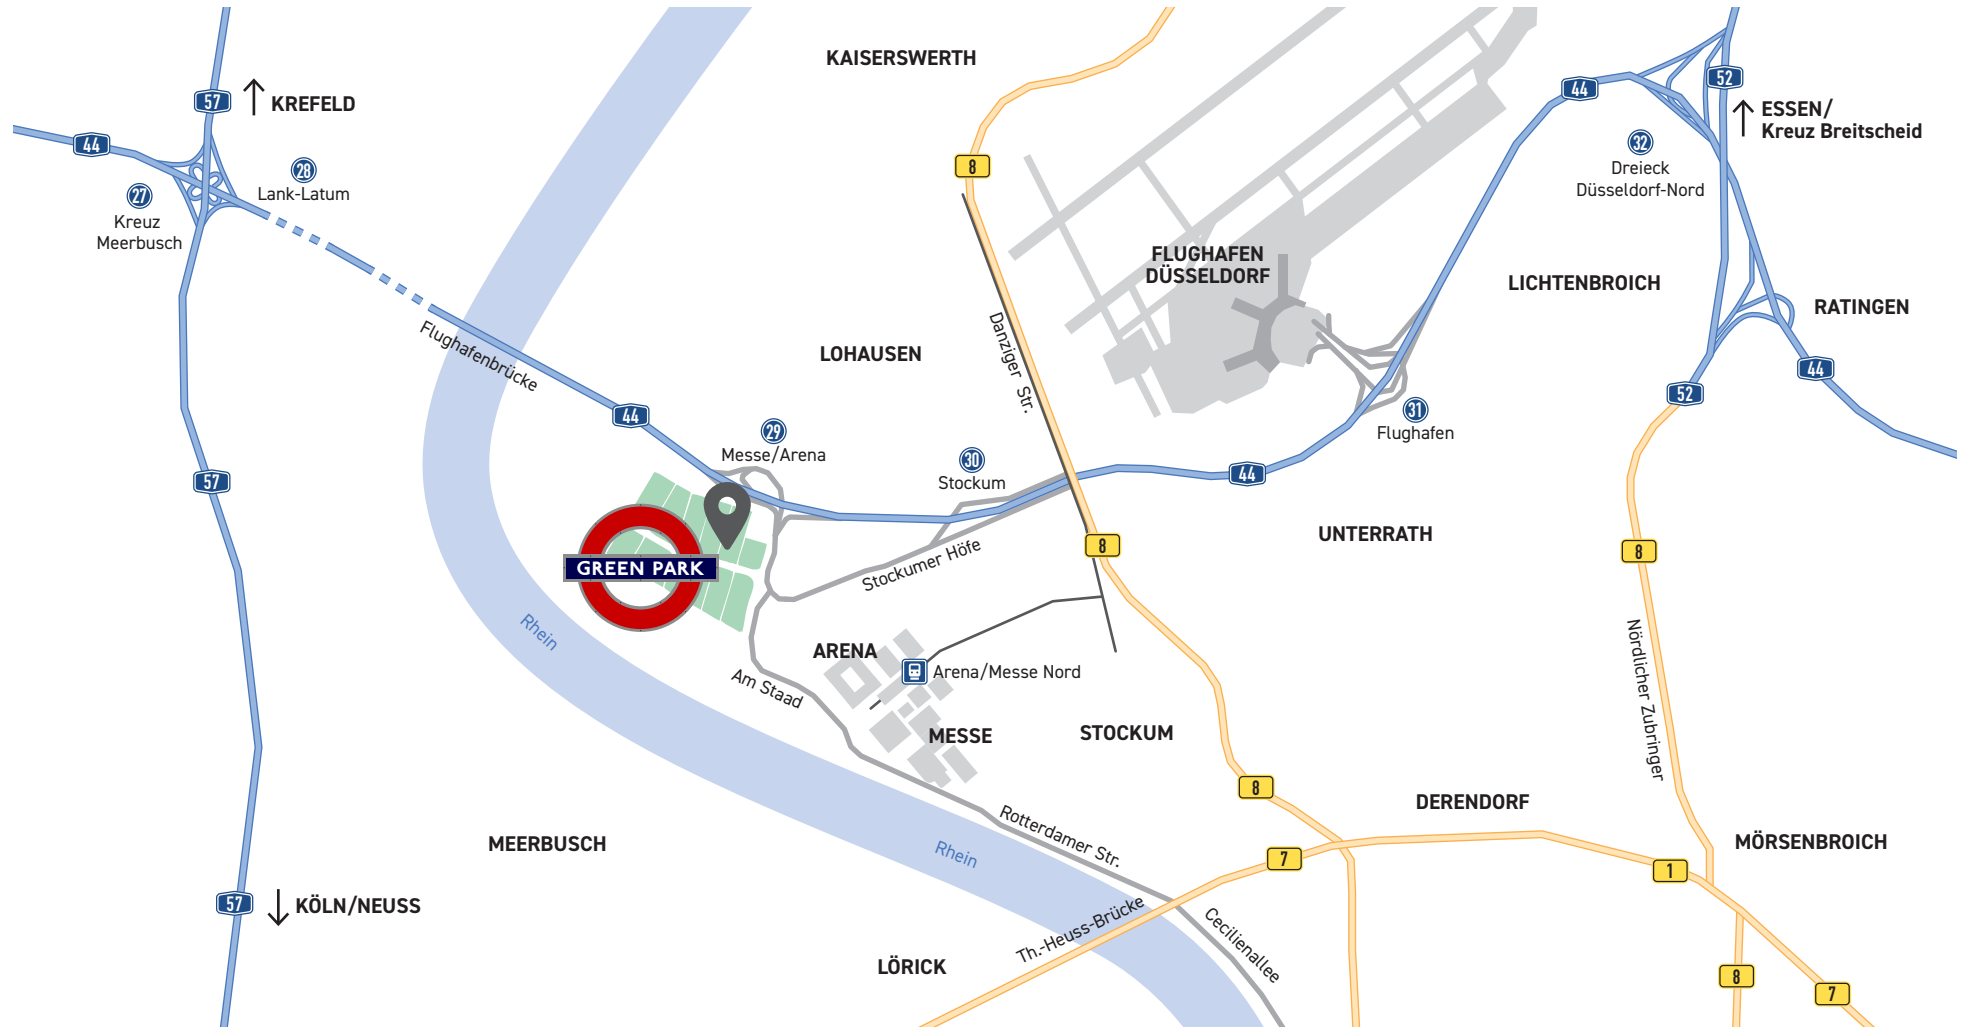 KAISERSWERTH
57
KREFELD
44
28
Lank-Latum
27
Kreuz
Meerbusch
8
44
52
ESSEN/
Kreuz Breitscheid
32
Dreieck
Düsseldorf-Nord
FLUGHAFEN
DÜSSELDORF
LICHTENBROICH
RATINGEN
Flughafenbrücke
LOHAUSEN
Danziger Str.
44
52
44
29
Messe/Arena
31
Flughafen
30
Stockum
44
57
GREEN PARK
Stockumer Höfe
8
UNTERRATH
8
Rhein
ARENA
Arena/Messe Nord
Am Staad
MESSE
STOCKUM
Nördlicher Zubringer
8
DERENDORF
MEERBUSCH
Rotterdamer Str.
Rhein
7
1
MÖRSENBROICH
57
KÖLN/NEUSS
Th.-Heuss-Brücke
Cecilienallee
LÖRICK
8
7